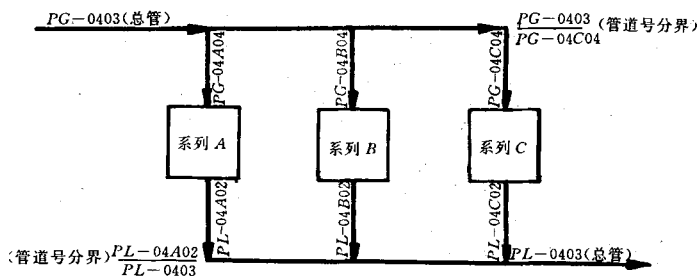 PG-0403(总管)
PG-0403
PG-04C04
(管道号分界)
PG-04A04
PG-04B04
PG-04C04
系列 A
系列 B
系列 C
PL-04A02
PL-04B02
PL-04C02
(管道号分界)
PL-04A02
PL-0403
PL-0403(总管)